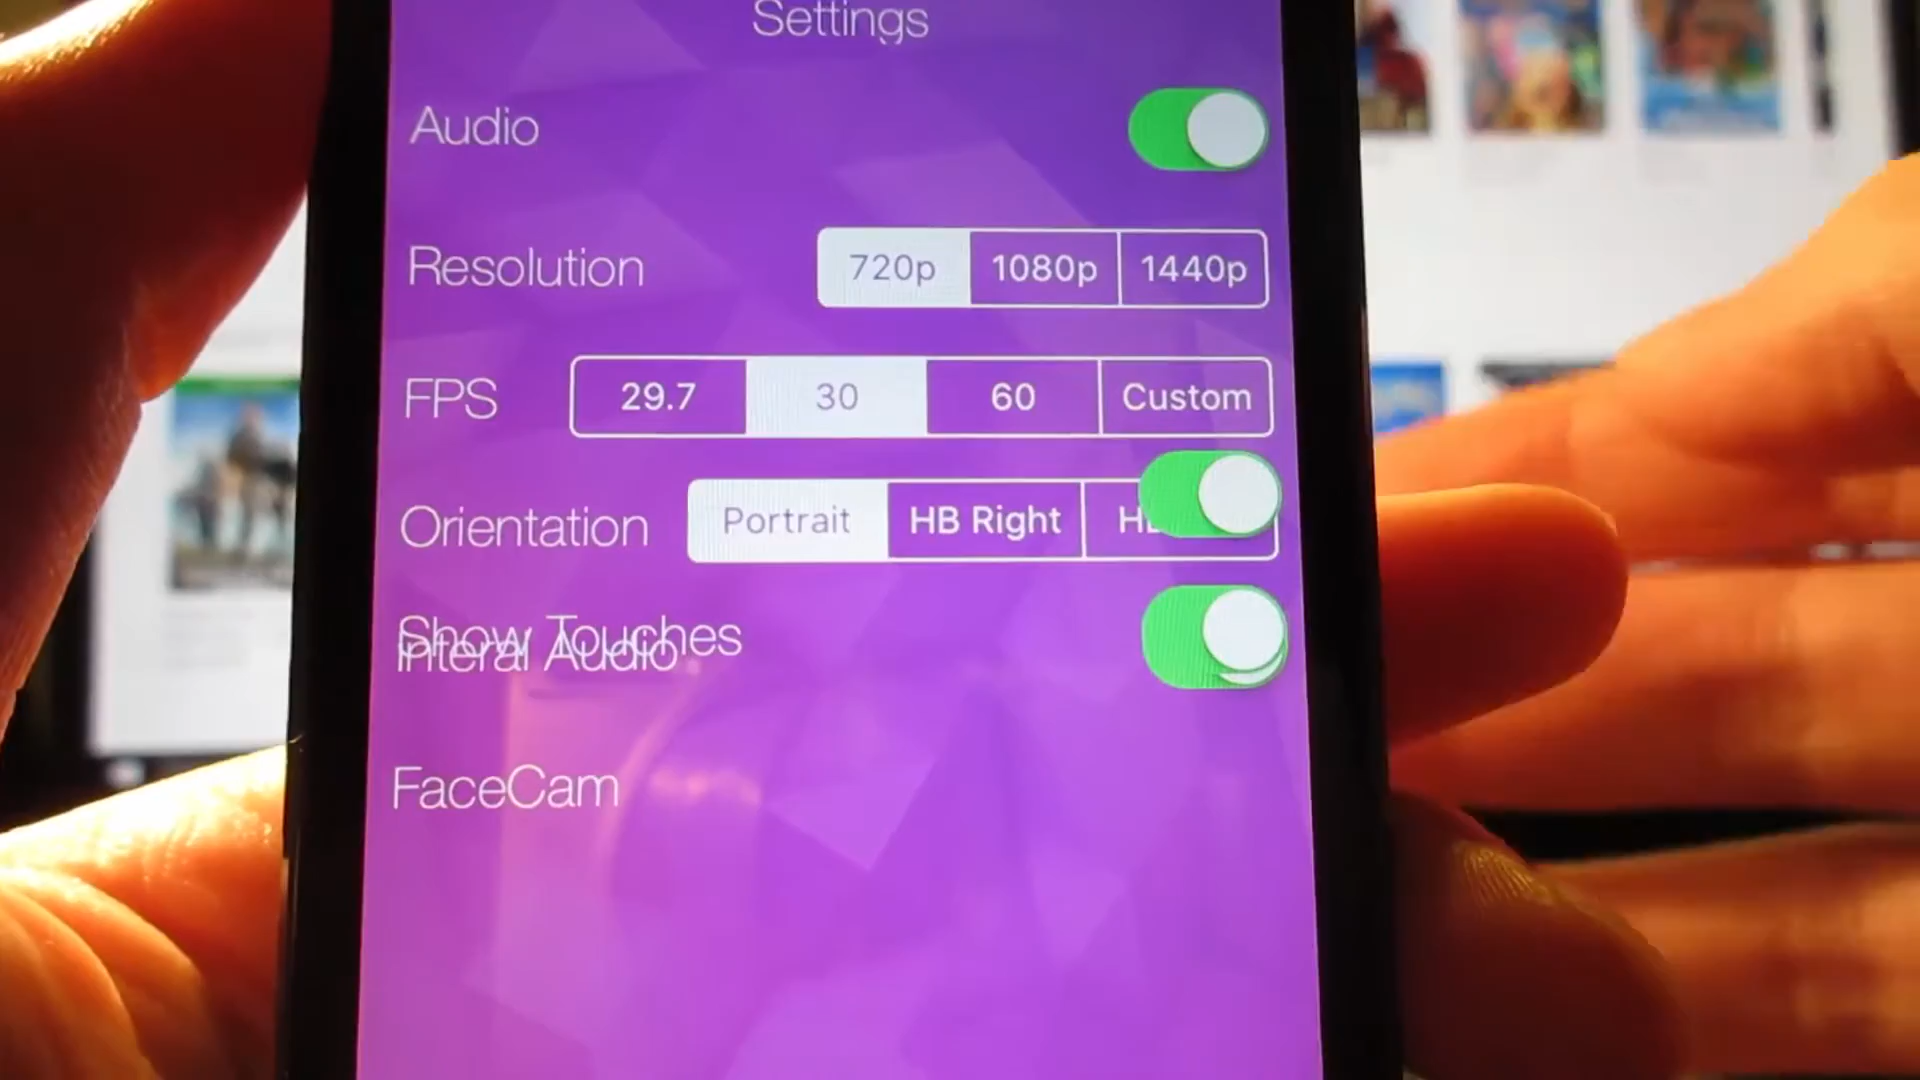 Settings
Audio
Resolution 720p 1080p 1440p
FPS 29.7 30 60 Custom
Orientation Portrait HB Right
Show Touches
Interal Audio
FaceCam